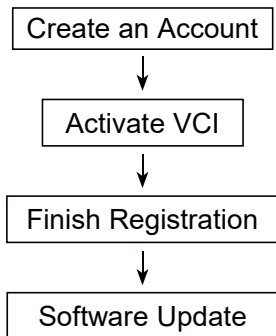 Create an Account
Activate VCI
Finish Registration
Software Update